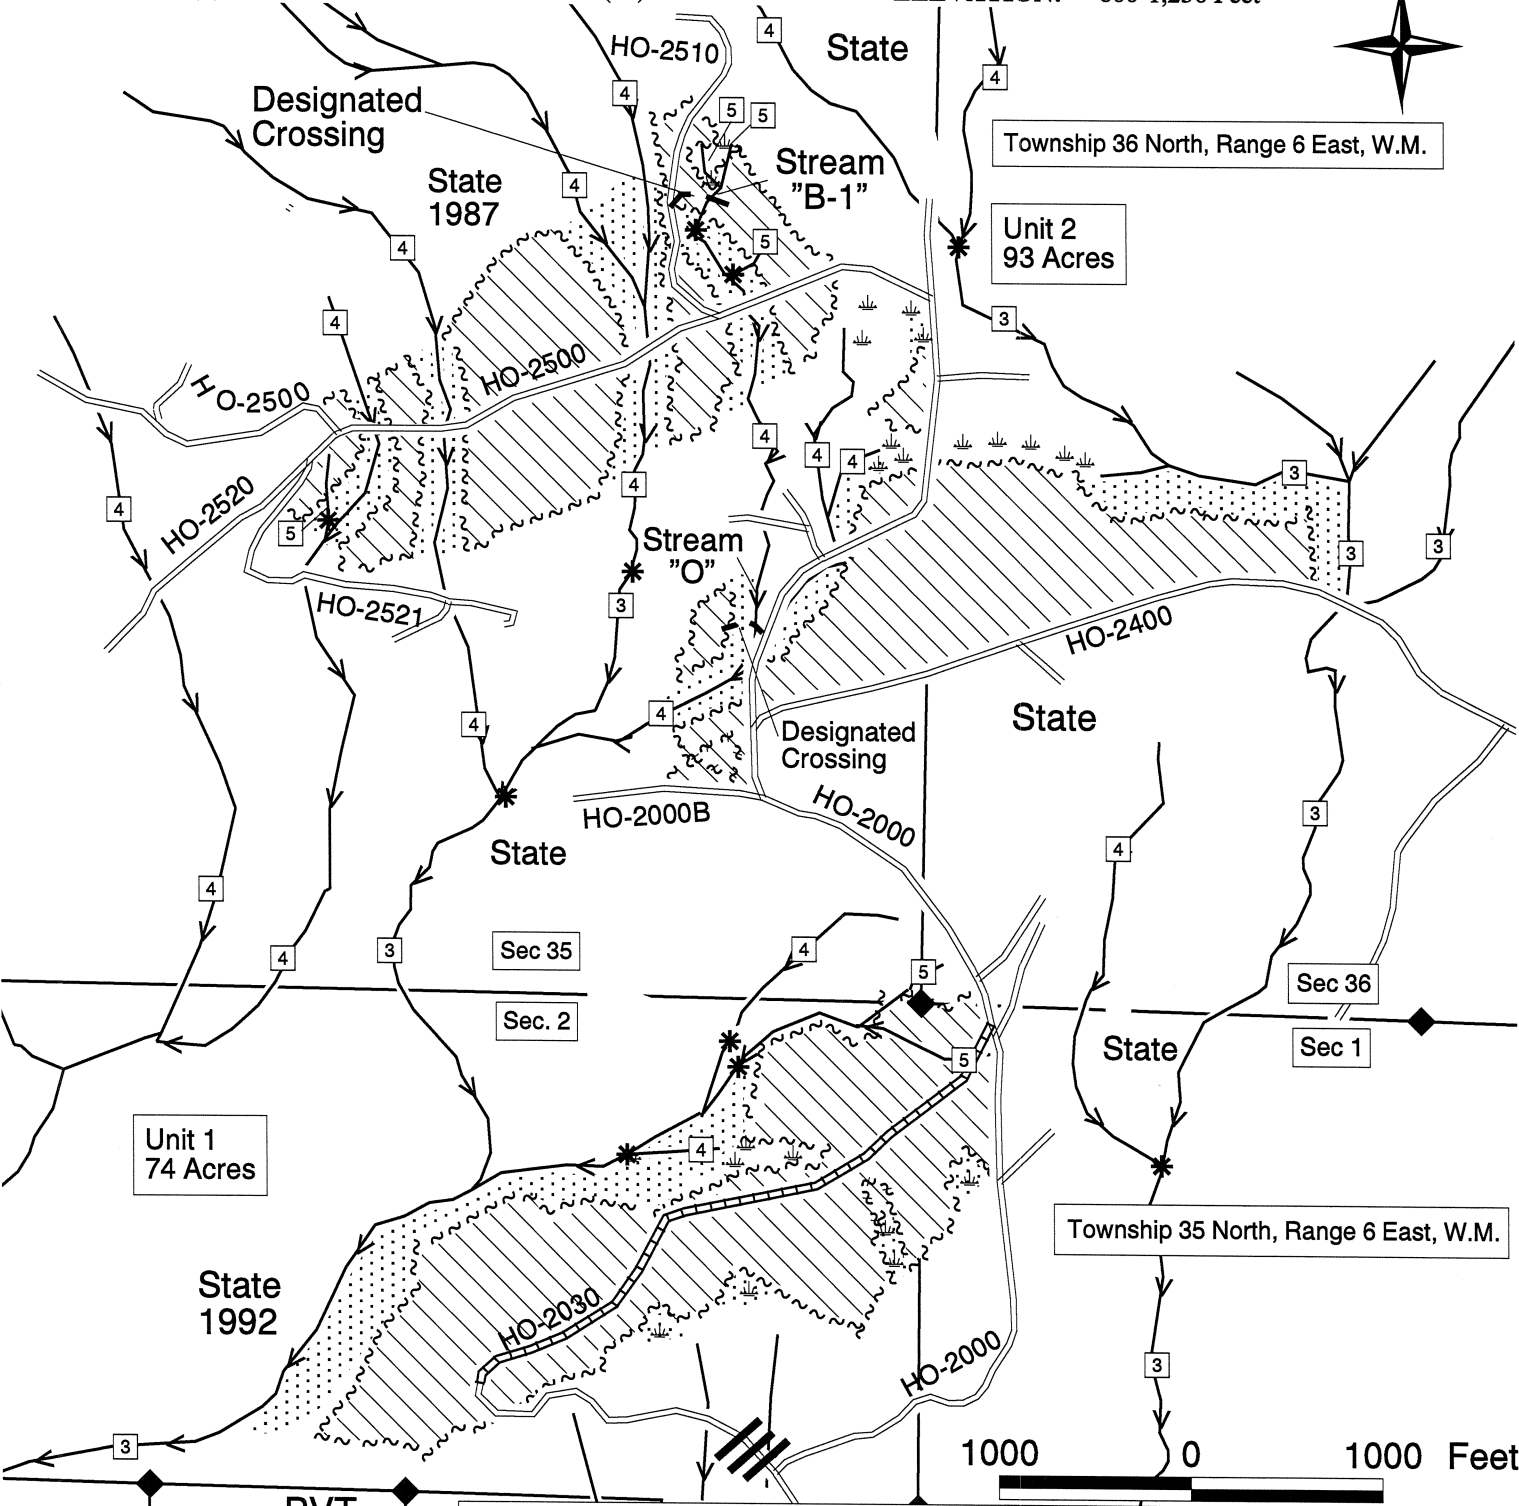 HO-2510
4
State
4
4
Designated
Crossing
5
5
Township 36 North, Range 6 East, W.M.
Stream
"B-1"
State
1987
4
Unit 2
93 Acres
4
5
4
3
HO-2500
HO-2500
4
4
4
3
4
4
HO-2520
5
Stream
"O"
3
3
HO-2521
3
HO-2400
4
4
State
Designated
Crossing
HO-2000B
HO-2000
3
State
4
4
3
Sec 35
4
4
5
Sec 36
Sec. 2
State
Sec 1
5
Unit 1
74 Acres
4
Township 35 North, Range 6 East, W.M.
State
1992
HO-2030
HO-2000
3
3
1000 0 1000 Feet